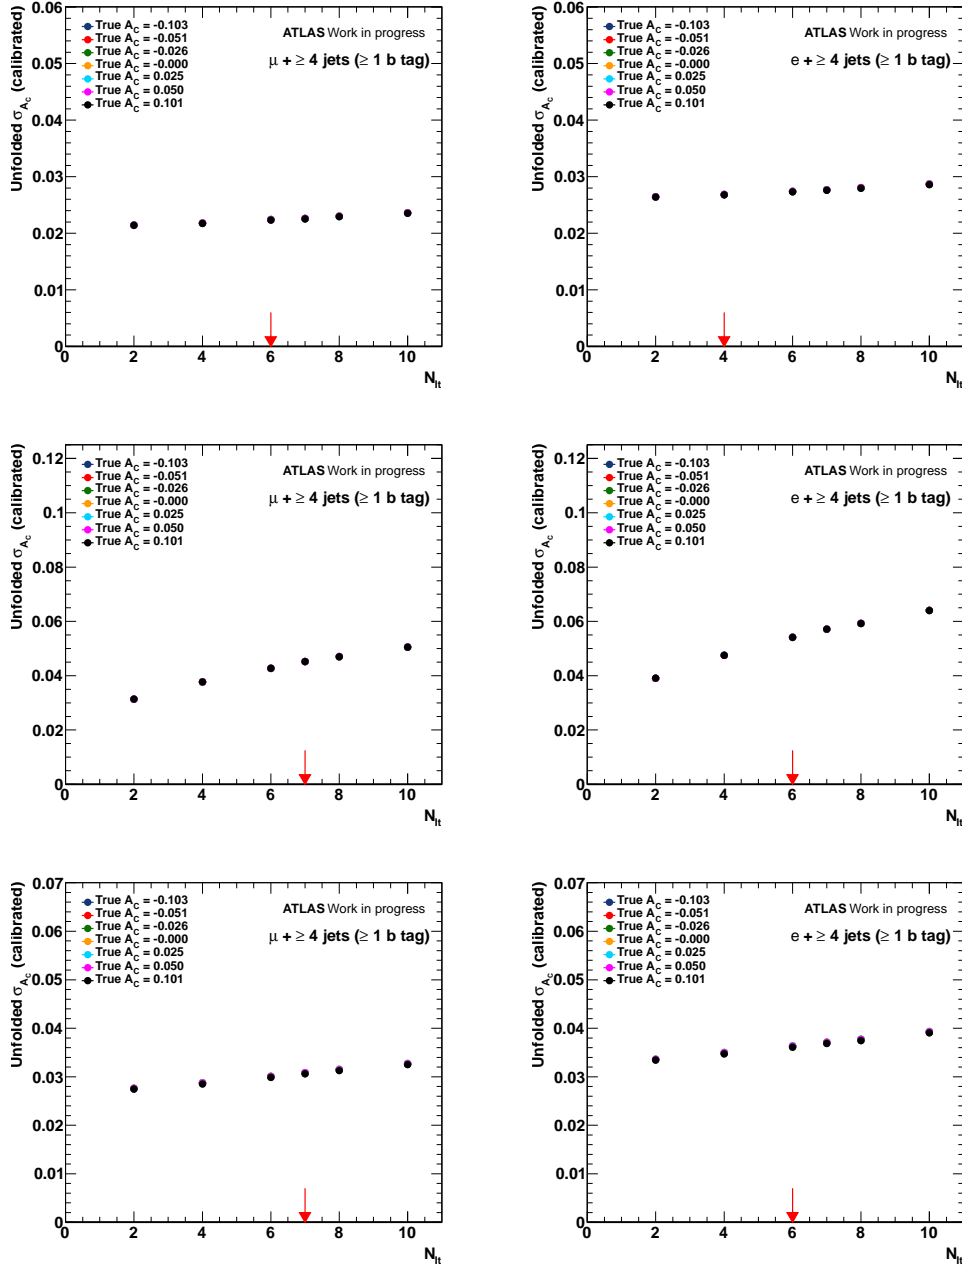 Unfolded σ_A_C (calibrated)
0.06
0.05
0.04
0.03
0.02
0.01
0
True A_C = -0.103
True A_C = -0.051
True A_C = -0.026
True A_C = -0.000
True A_C = 0.025
True A_C = 0.050
True A_C = 0.101
ATLAS Work in progress
μ + ≥ 4 jets (≥ 1 b tag)
0 2 4 6 8 10
N_It
Unfolded σ_A_C (calibrated)
0.06
0.05
0.04
0.03
0.02
0.01
0
True A_C = -0.103
True A_C = -0.051
True A_C = -0.026
True A_C = -0.000
True A_C = 0.025
True A_C = 0.050
True A_C = 0.101
ATLAS Work in progress
e + ≥ 4 jets (≥ 1 b tag)
0 2 4 6 8 10
N_It
Unfolded σ_A_C (calibrated)
0.12
0.1
0.08
0.06
0.04
0.02
0
True A_C = -0.103
True A_C = -0.051
True A_C = -0.026
True A_C = -0.000
True A_C = 0.025
True A_C = 0.050
True A_C = 0.101
ATLAS Work in progress
μ + ≥ 4 jets (≥ 1 b tag)
0 2 4 6 8 10
N_It
Unfolded σ_A_C (calibrated)
0.12
0.1
0.08
0.06
0.04
0.02
0
True A_C = -0.103
True A_C = -0.051
True A_C = -0.026
True A_C = -0.000
True A_C = 0.025
True A_C = 0.050
True A_C = 0.101
ATLAS Work in progress
e + ≥ 4 jets (≥ 1 b tag)
0 2 4 6 8 10
N_It
Unfolded σ_A_C (calibrated)
0.07
0.06
0.05
0.04
0.03
0.02
0.01
0
True A_C = -0.103
True A_C = -0.051
True A_C = -0.026
True A_C = -0.000
True A_C = 0.025
True A_C = 0.050
True A_C = 0.101
ATLAS Work in progress
μ + ≥ 4 jets (≥ 1 b tag)
0 2 4 6 8 10
N_It
Unfolded σ_A_C (calibrated)
0.07
0.06
0.05
0.04
0.03
0.02
0.01
0
True A_C = -0.103
True A_C = -0.051
True A_C = -0.026
True A_C = -0.000
True A_C = 0.025
True A_C = 0.050
True A_C = 0.101
ATLAS Work in progress
e + ≥ 4 jets (≥ 1 b tag)
0 2 4 6 8 10
N_It